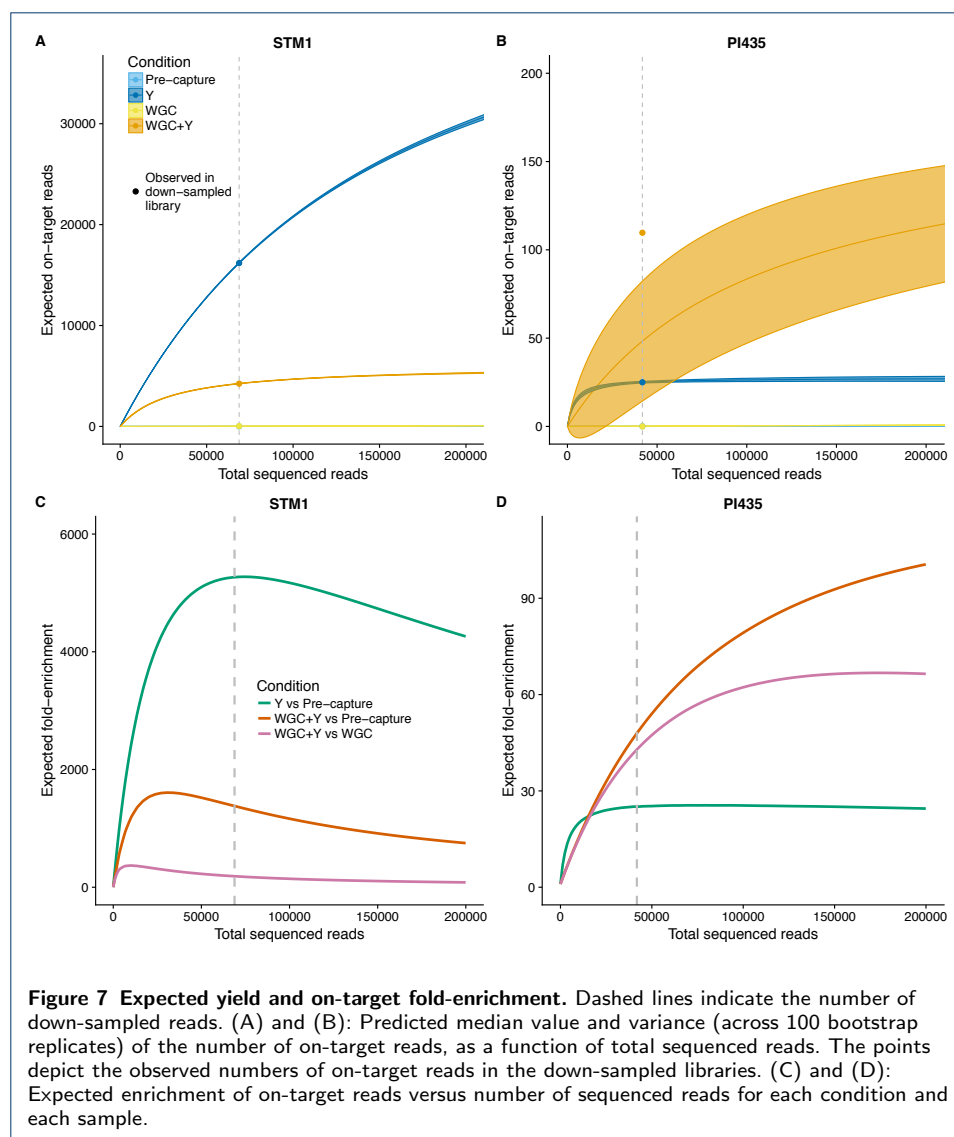 A
STM1
Condition
Pre−capture
Y
WGC
WGC+Y
Observed in
down−sampled
library
Expected on−target reads
30000
20000
10000
0
0 50000 100000 150000 200000
Total sequenced reads
B
PI435
Expected on−target reads
200
150
100
50
0
0 50000 100000 150000 200000
Total sequenced reads
C
STM1
Expected fold−enrichment
6000
4000
2000
0
Condition
Y vs Pre−capture
WGC+Y vs Pre−capture
WGC+Y vs WGC
0 50000 100000 150000 200000
Total sequenced reads
D
PI435
Expected fold−enrichment
90
60
30
0
0 50000 100000 150000 200000
Total sequenced reads
Figure 7 Expected yield and on-target fold-enrichment. Dashed lines indicate the number of
down-sampled reads. (A) and (B): Predicted median value and variance (across 100 bootstrap
replicates) of the number of on-target reads, as a function of total sequenced reads. The points
depict the observed numbers of on-target reads in the down-sampled libraries. (C) and (D):
Expected enrichment of on-target reads versus number of sequenced reads for each condition and
each sample.